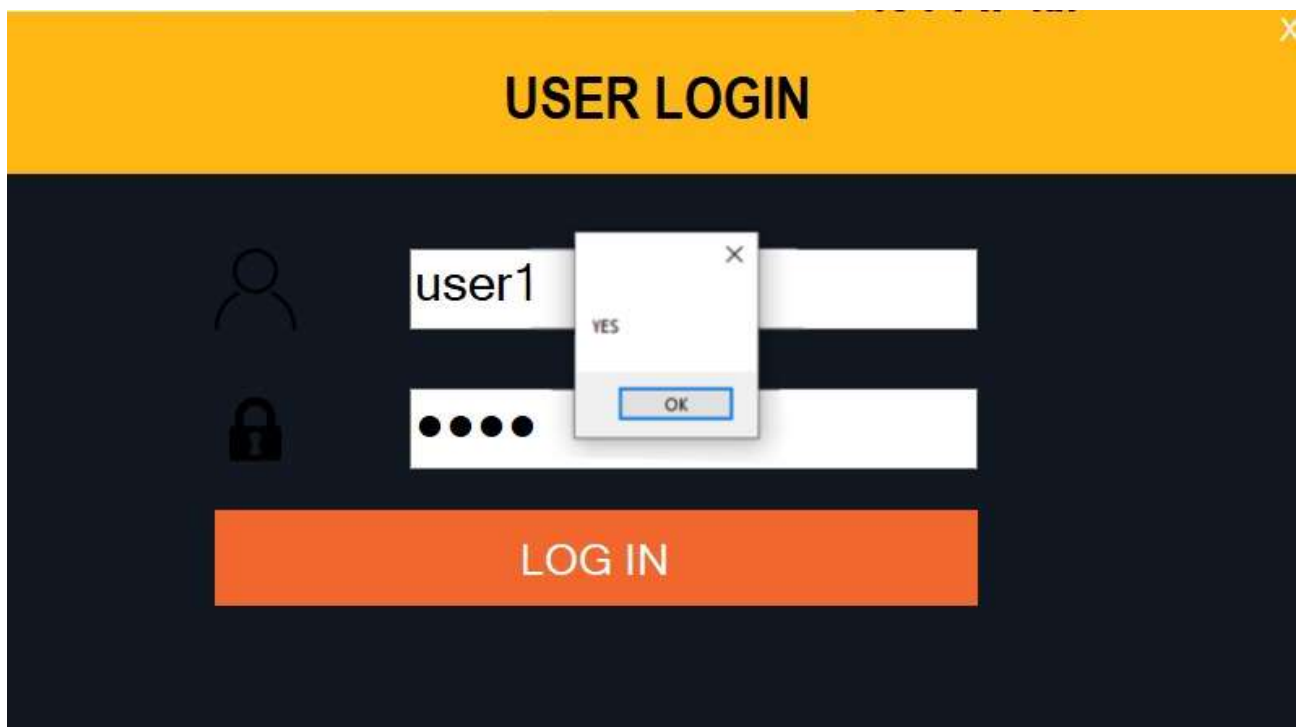 X
USER LOGIN
user1
YES
OK
LOG IN